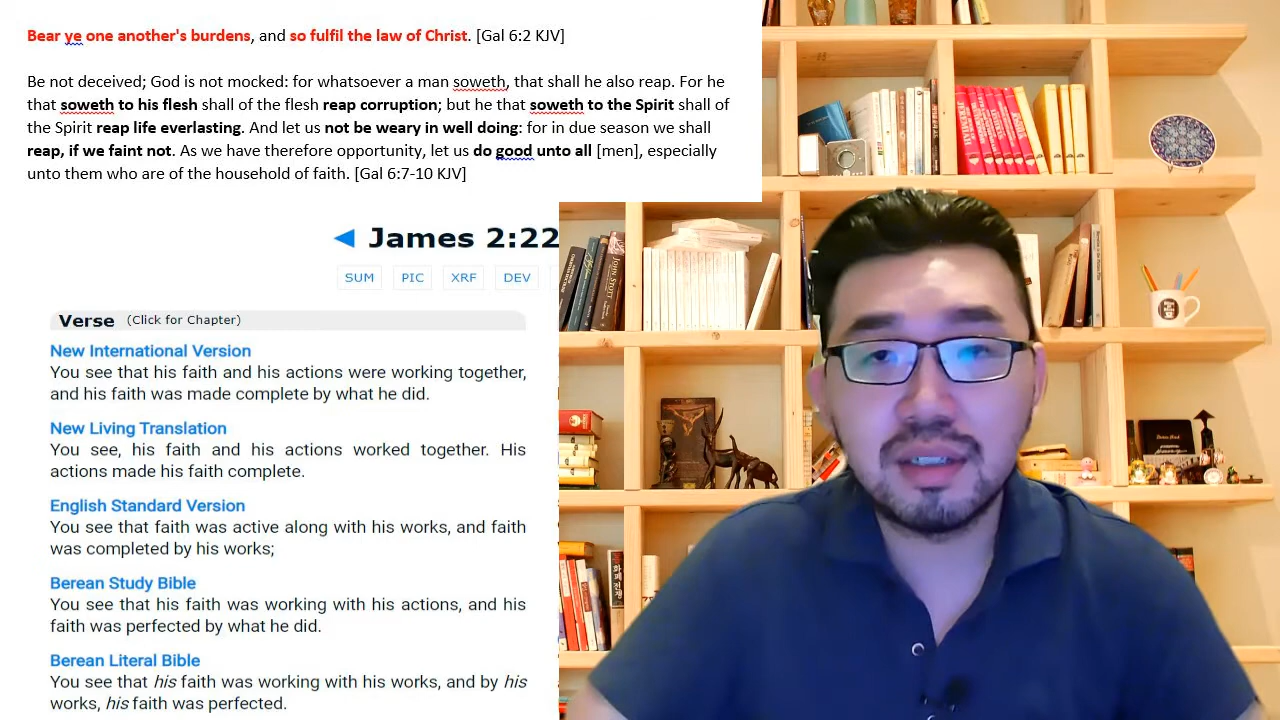 Bear ye one another's burdens, and so fulfil the law of Christ. [Gal 6:2 KJV]
Be not deceived; God is not mocked: for whatsoever a man soweth, that shall he also reap. For he
that soweth to his flesh shall of the flesh reap corruption; but he that soweth to the Spirit shall of
the Spirit reap life everlasting. And let us not be weary in well doing: for in due season we shall
reap, if we faint not. As we have therefore opportunity, let us do good unto all [men], especially
unto them who are of the household of faith. [Gal 6:7-10 KJV]
James 2:22
SUM PIC XRF DEV
Verse (Click for Chapter)
New International Version
You see that his faith and his actions were working together,
and his faith was made complete by what he did.
New Living Translation
You see, his faith and his actions worked together. His
actions made his faith complete.
English Standard Version
You see that faith was active along with his works, and faith
was completed by his works;
Berean Study Bible
You see that his faith was working with his actions, and his
faith was perfected by what he did.
Berean Literal Bible
You see that his faith was working with his works, and by his
works, his faith was perfected.
JOHN STOTT
화폐전쟁